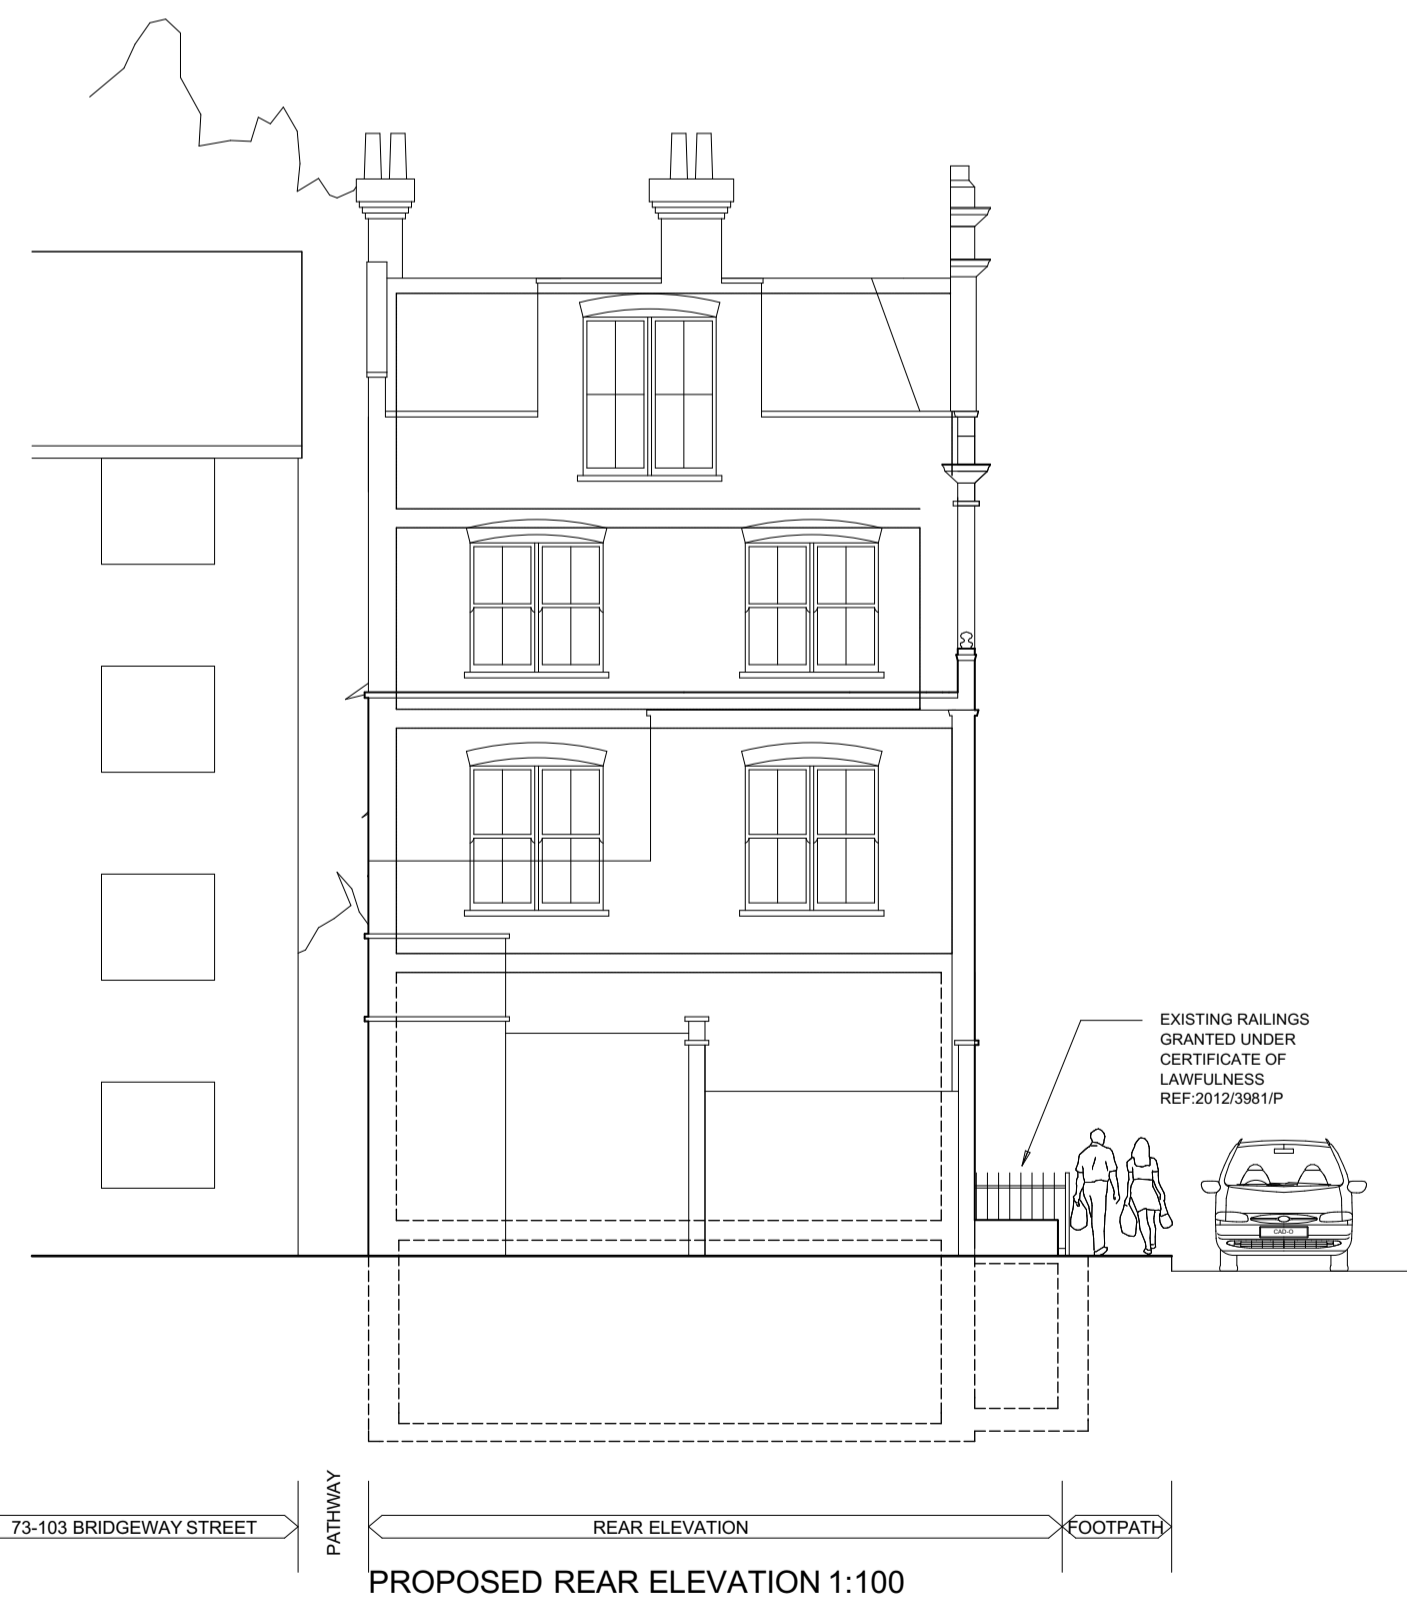 EXISTING RAILINGS
GRANTED UNDER
CERTIFICATE OF
LAWFULNESS
REF:2012/3981/P
CAD-O
73-103 BRIDGEWAY STREET
PATHWAY
REAR ELEVATION
FOOTPATH
PROPOSED REAR ELEVATION 1:100